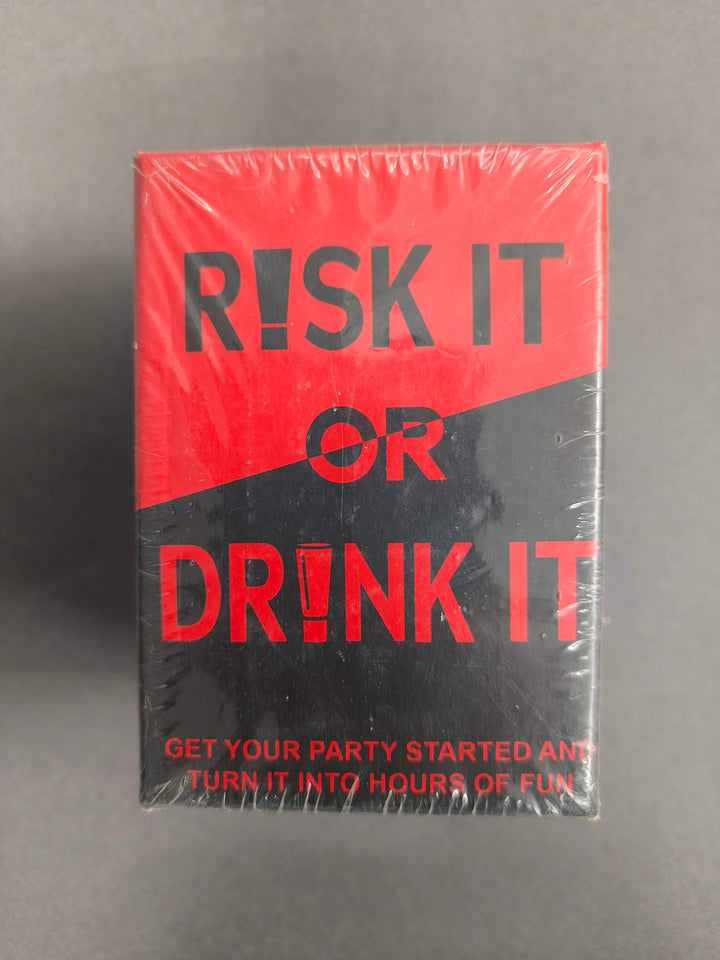 R!SK IT
OR
DR!NK IT
GET YOUR PARTY STARTED AND
TURN IT INTO HOURS OF FUN